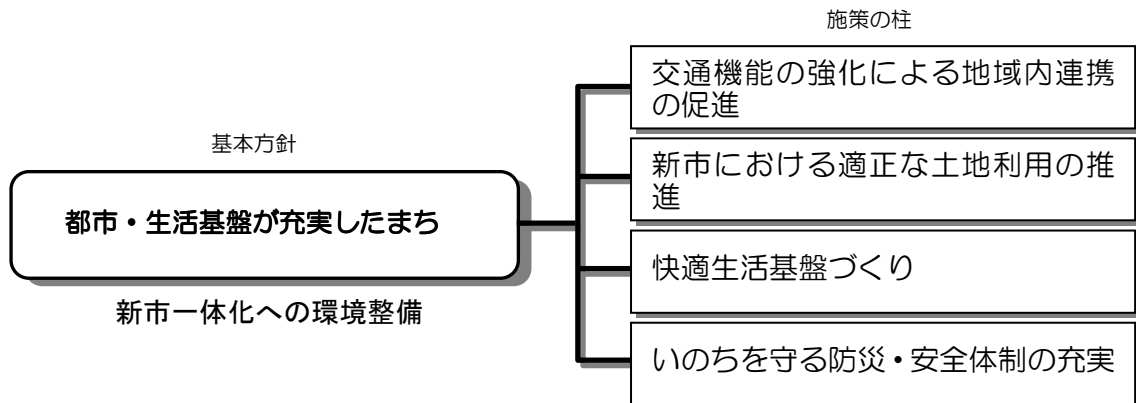 施策の柱
交通機能の強化による地域内連携
の促進
基本方針
新市における適正な土地利用の推
進
都市・生活基盤が充実したまち
快適生活基盤づくり
新市一体化への環境整備
いのちを守る防災・安全体制の充実